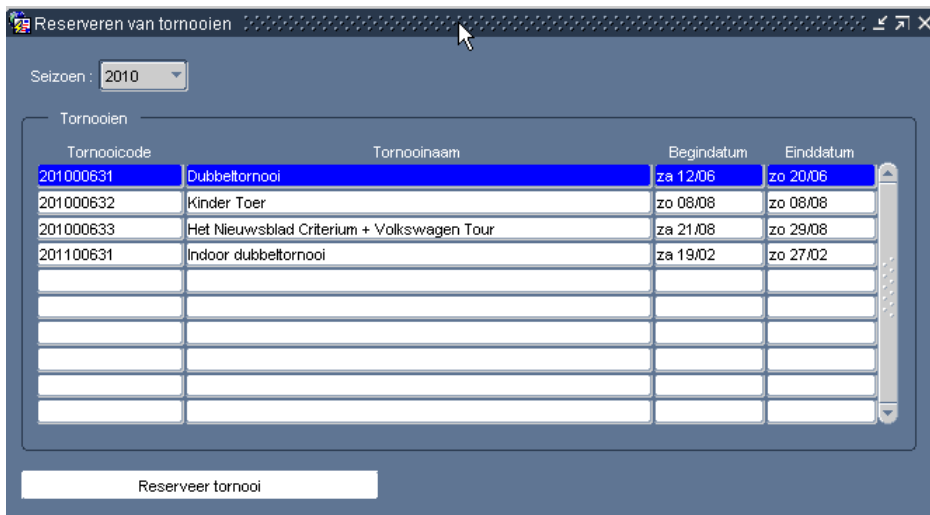 Reserveren van tornooien
Seizoen : 2010
Tornooien
Tornooicode Tornooinaam Begindatum Einddatum
201000631 Dubbeltornooi za 12/06 zo 20/06
201000632 Kinder Toer zo 08/08 zo 08/08
201000633 Het Nieuwsblad Criterium + Volkswagen Tour za 21/08 zo 29/08
201100631 Indoor dubbeltornooi za 19/02 zo 27/02
Reserveer tornooi